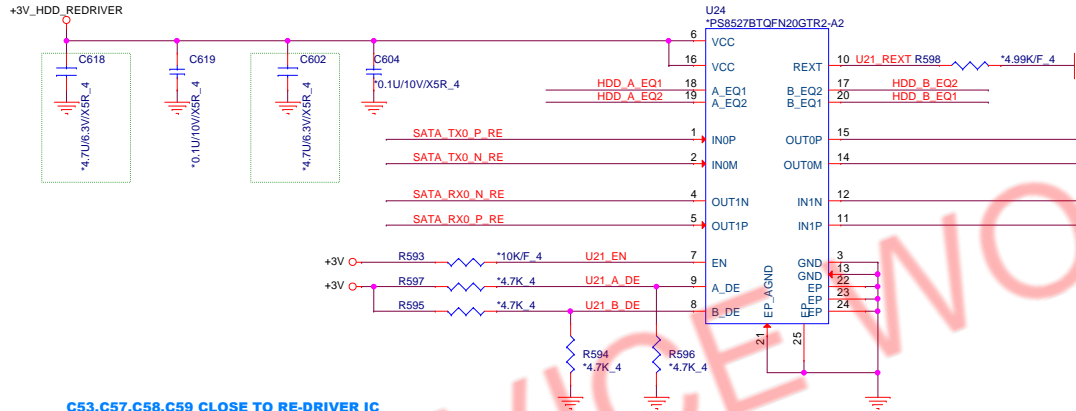 +3V_HDD_REDRIVER
U24
*PS8527BTQFN20GTR2-A2
C618
*4.7U/6.3V/X5R_4
C619
*0.1U/10V/X5R_4
C602
*4.7U/6.3V/X5R_4
C604
*0.1U/10V/X5R_4
6 VCC
16 VCC
REXT 10 U21_REXT R598 *4.99K/F_4
HDD_A_EQ1 18 A_EQ1
HDD_A_EQ2 19 A_EQ2
B_EQ2 17 HDD_B_EQ2
B_EQ1 20 HDD_B_EQ1
SATA_TX0_P_RE 1 IN0P
OUT0P 15
SATA_TX0_N_RE 2 IN0M
OUT0M 14
SATA_RX0_N_RE 4 OUT1N
IN1N 12
SATA_RX0_P_RE 5 OUT1P
IN1P 11
+3V R593 *10K/F_4 U21_EN 7 EN
+3V R597 *4.7K_4 U21_A_DE 9 A_DE
R595 *4.7K_4 U21_B_DE 8 B_DE
GND 3
GND 13
EP 22
EP 23
EP 24
EP_AGND 21
EP 25
R594
*4.7K_4
R596
*4.7K_4
C53,C57,C58,C59 CLOSE TO RE-DRIVER IC
VICE WO